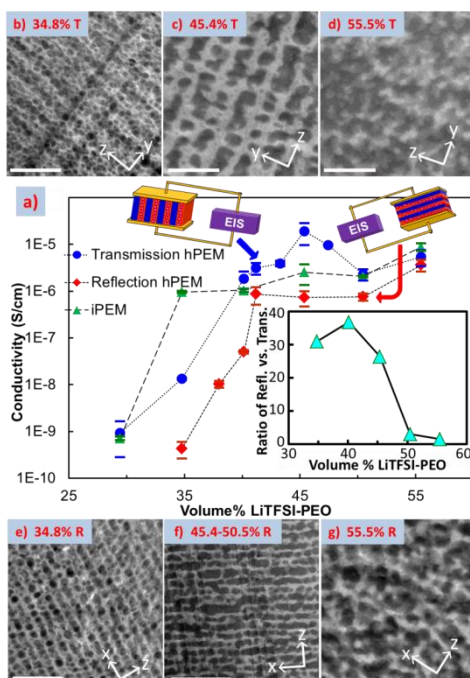 b) 34.8% T
c) 45.4% T
d) 55.5% T
z
y
y
z
y
z
a)
EIS
EIS
Transmission hPEM
Reflection hPEM
iPEM
Conductivity (S/cm)
1E-5
1E-6
1E-7
1E-8
1E-9
1E-10
25
35
45
55
Volume% LiTFSI-PEO
Ratio of Refl. vs. Trans.
40
30
20
10
0
30
40
50
60
Volume % LiTFSI-PEO
e) 34.8% R
f) 45.4-50.5% R
g) 55.5% R
x
z
x
z
x
z